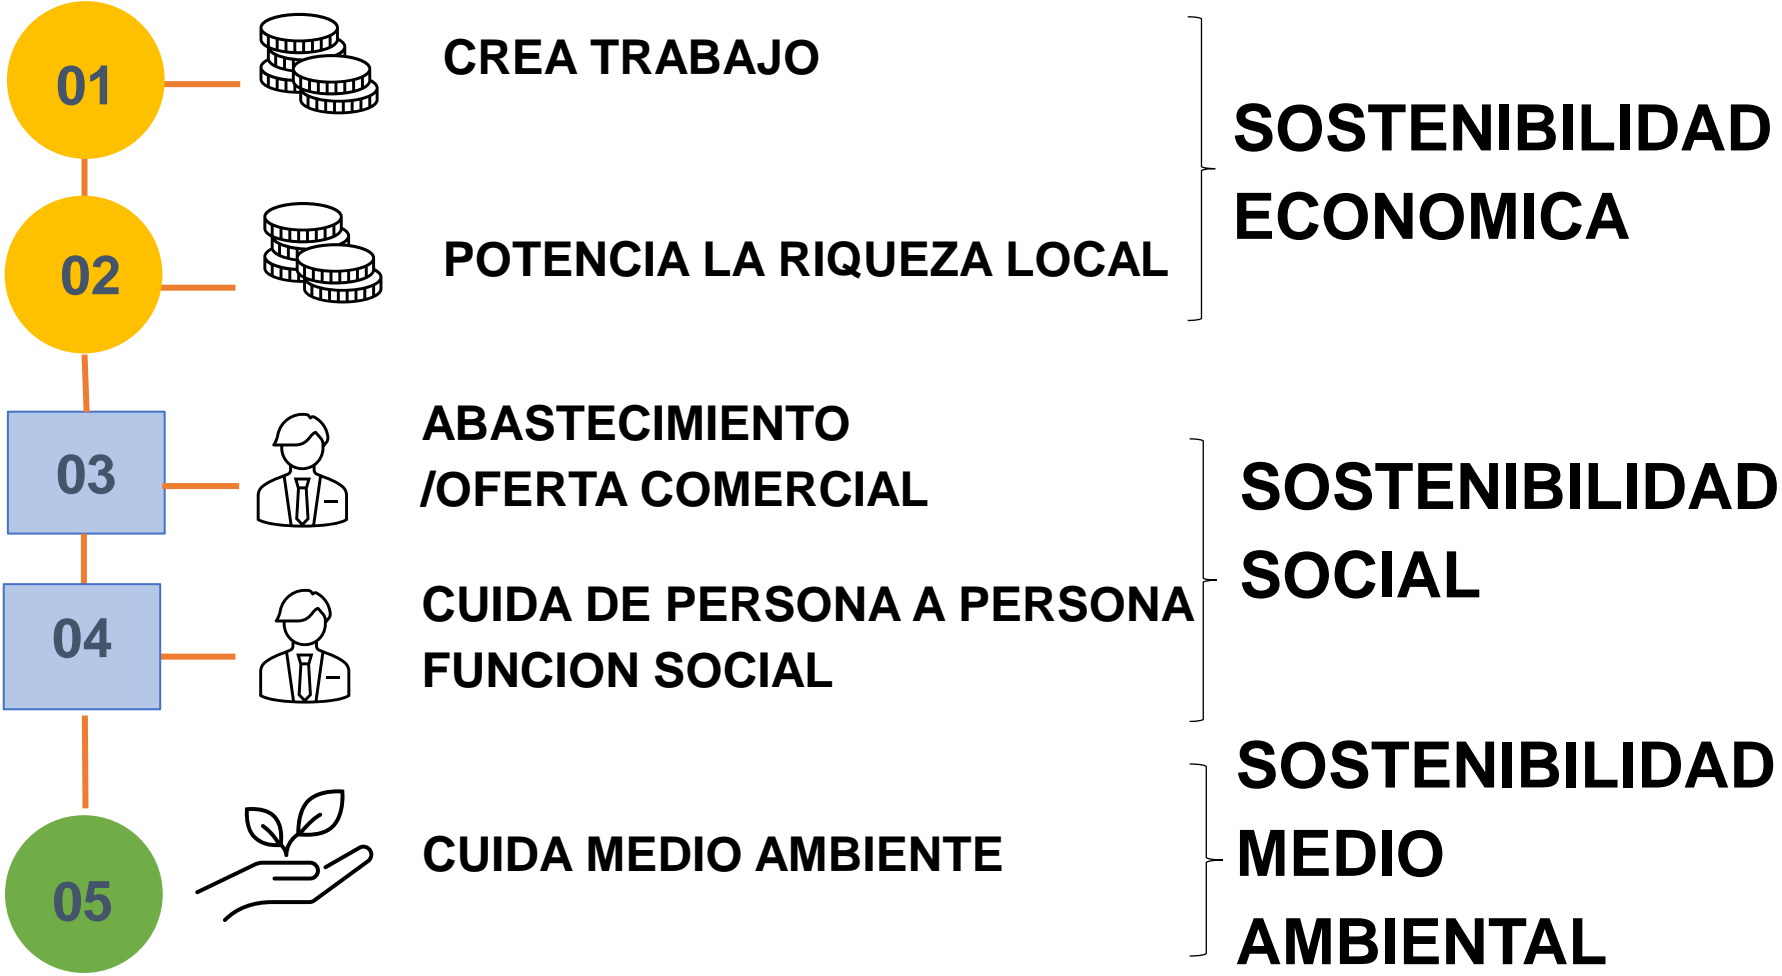 01
CREA TRABAJO
02
POTENCIA LA RIQUEZA LOCAL
SOSTENIBILIDAD
ECONOMICA
03
ABASTECIMIENTO
/OFERTA COMERCIAL
04
CUIDA DE PERSONA A PERSONA
FUNCION SOCIAL
SOSTENIBILIDAD
SOCIAL
05
CUIDA MEDIO AMBIENTE
SOSTENIBILIDAD
MEDIO
AMBIENTAL